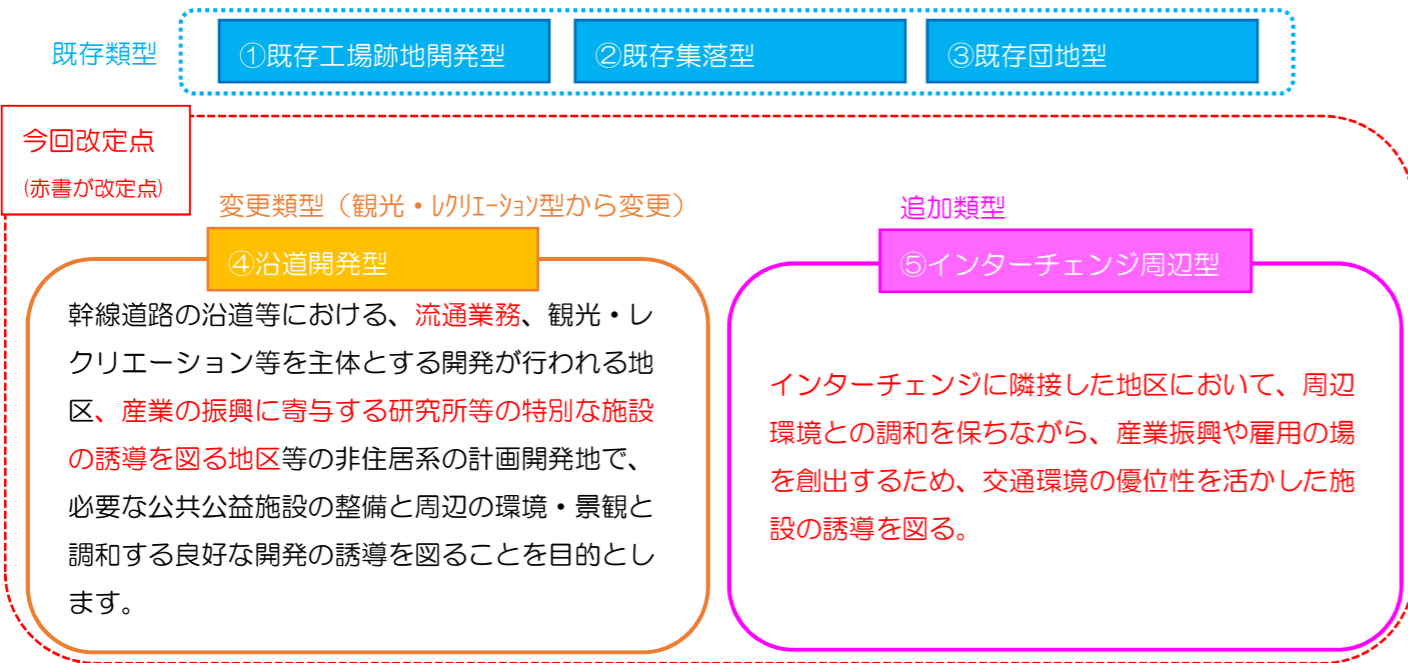 既存類型
①既存工場跡地開発型
②既存集落型
③既存団地型
今回改定点
(赤書が改定点)
変更類型（観光・ﾚｸﾘｴｰｼｮﾝ型から変更）
④沿道開発型
幹線道路の沿道等における、流通業務、観光・レ
クリエーション等を主体とする開発が行われる地
区、産業の振興に寄与する研究所等の特別な施設
の誘導を図る地区等の非住居系の計画開発地で、
必要な公共公益施設の整備と周辺の環境・景観と
調和する良好な開発の誘導を図ることを目的とし
ます。
追加類型
⑤インターチェンジ周辺型
インターチェンジに隣接した地区において、周辺
環境との調和を保ちながら、産業振興や雇用の場
を創出するため、交通環境の優位性を活かした施
設の誘導を図る。